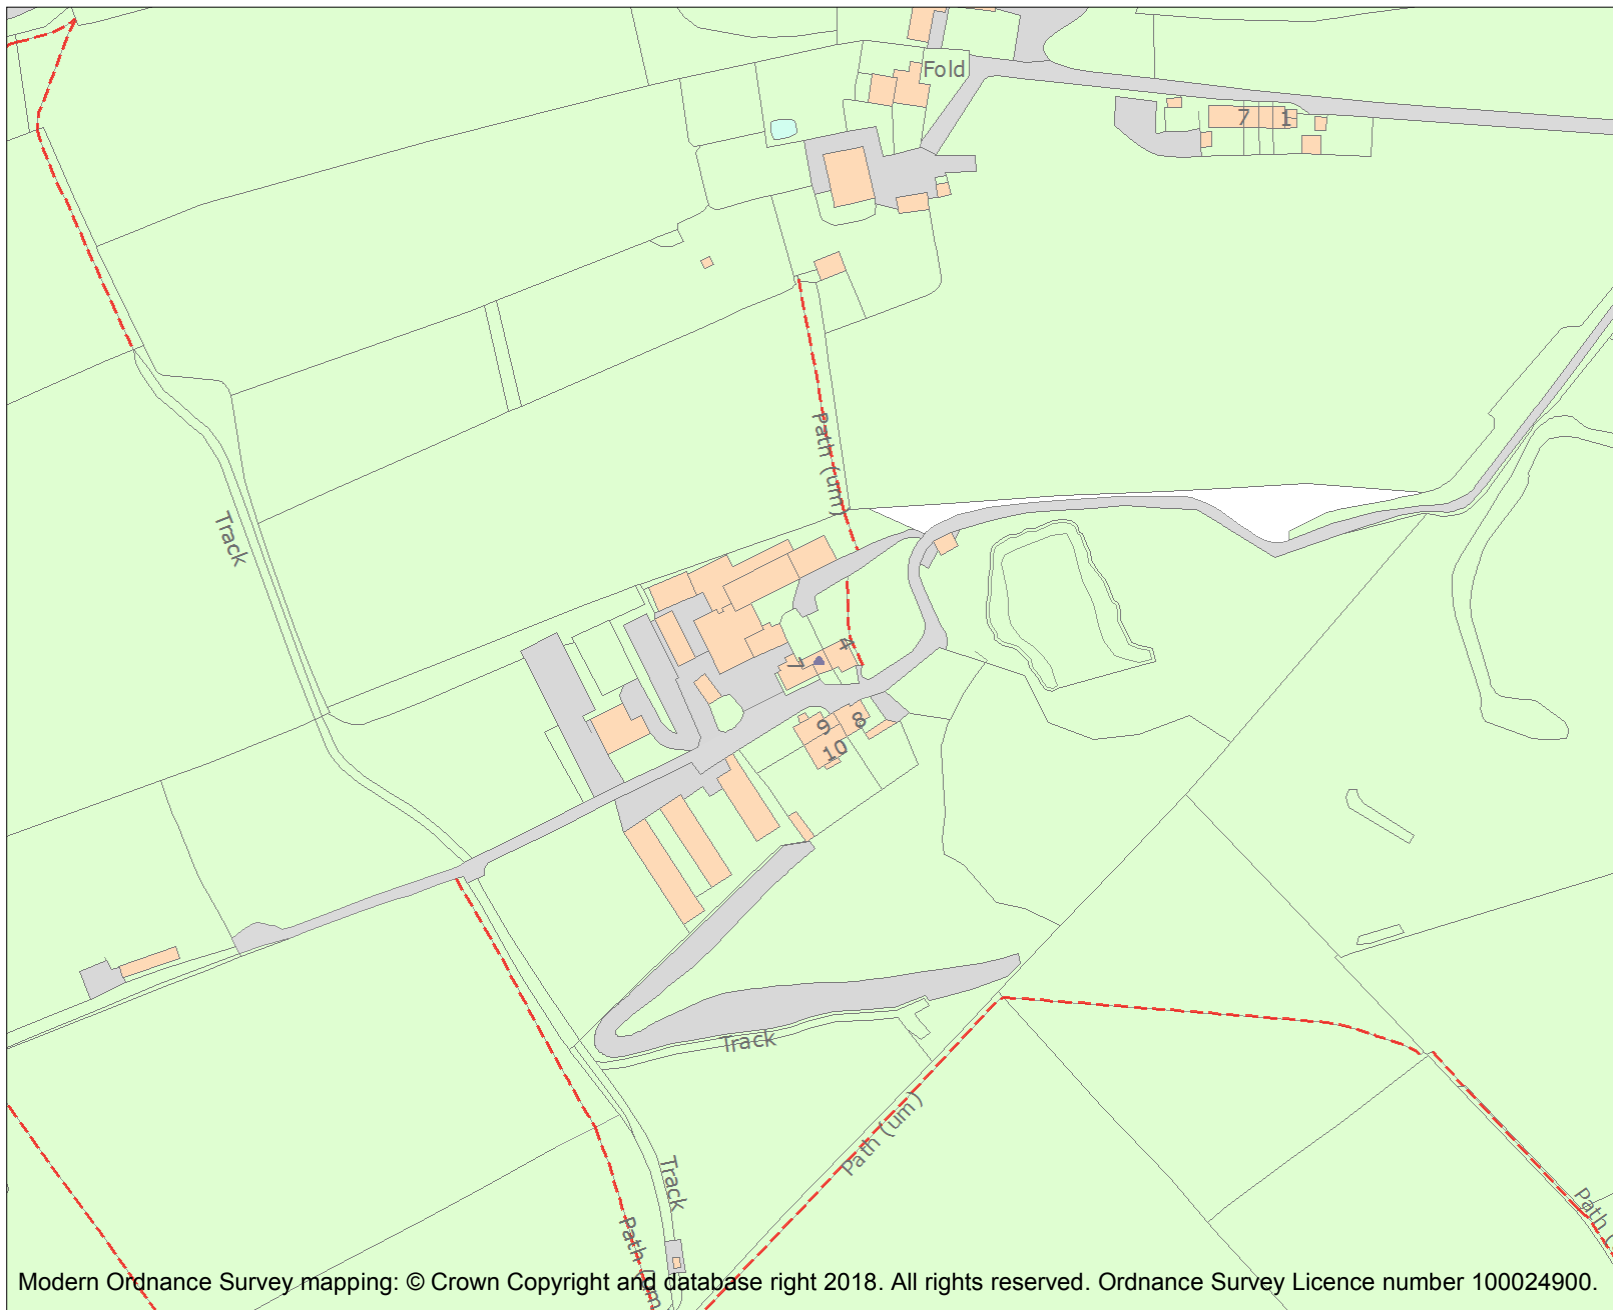 Fold
7
1
Path (um)
Track
4
7
9
8
10
Track
Path (um)
Track
Path (um
Path (
Modern Ordnance Survey mapping: © Crown Copyright and database right 2018. All rights reserved. Ordnance Survey Licence number 100024900.